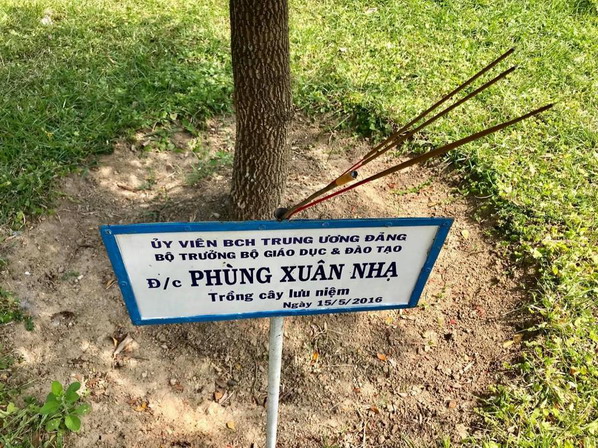 ỦY VIÊN BCH TRUNG ƯƠNG ĐẢNG
BỘ TRƯỞNG BỘ GIÁO DỤC & ĐÀO TẠO
Đ/c PHÙNG XUÂN NHẠ
Trồng cây lưu niệm
Ngày 15/5/2016